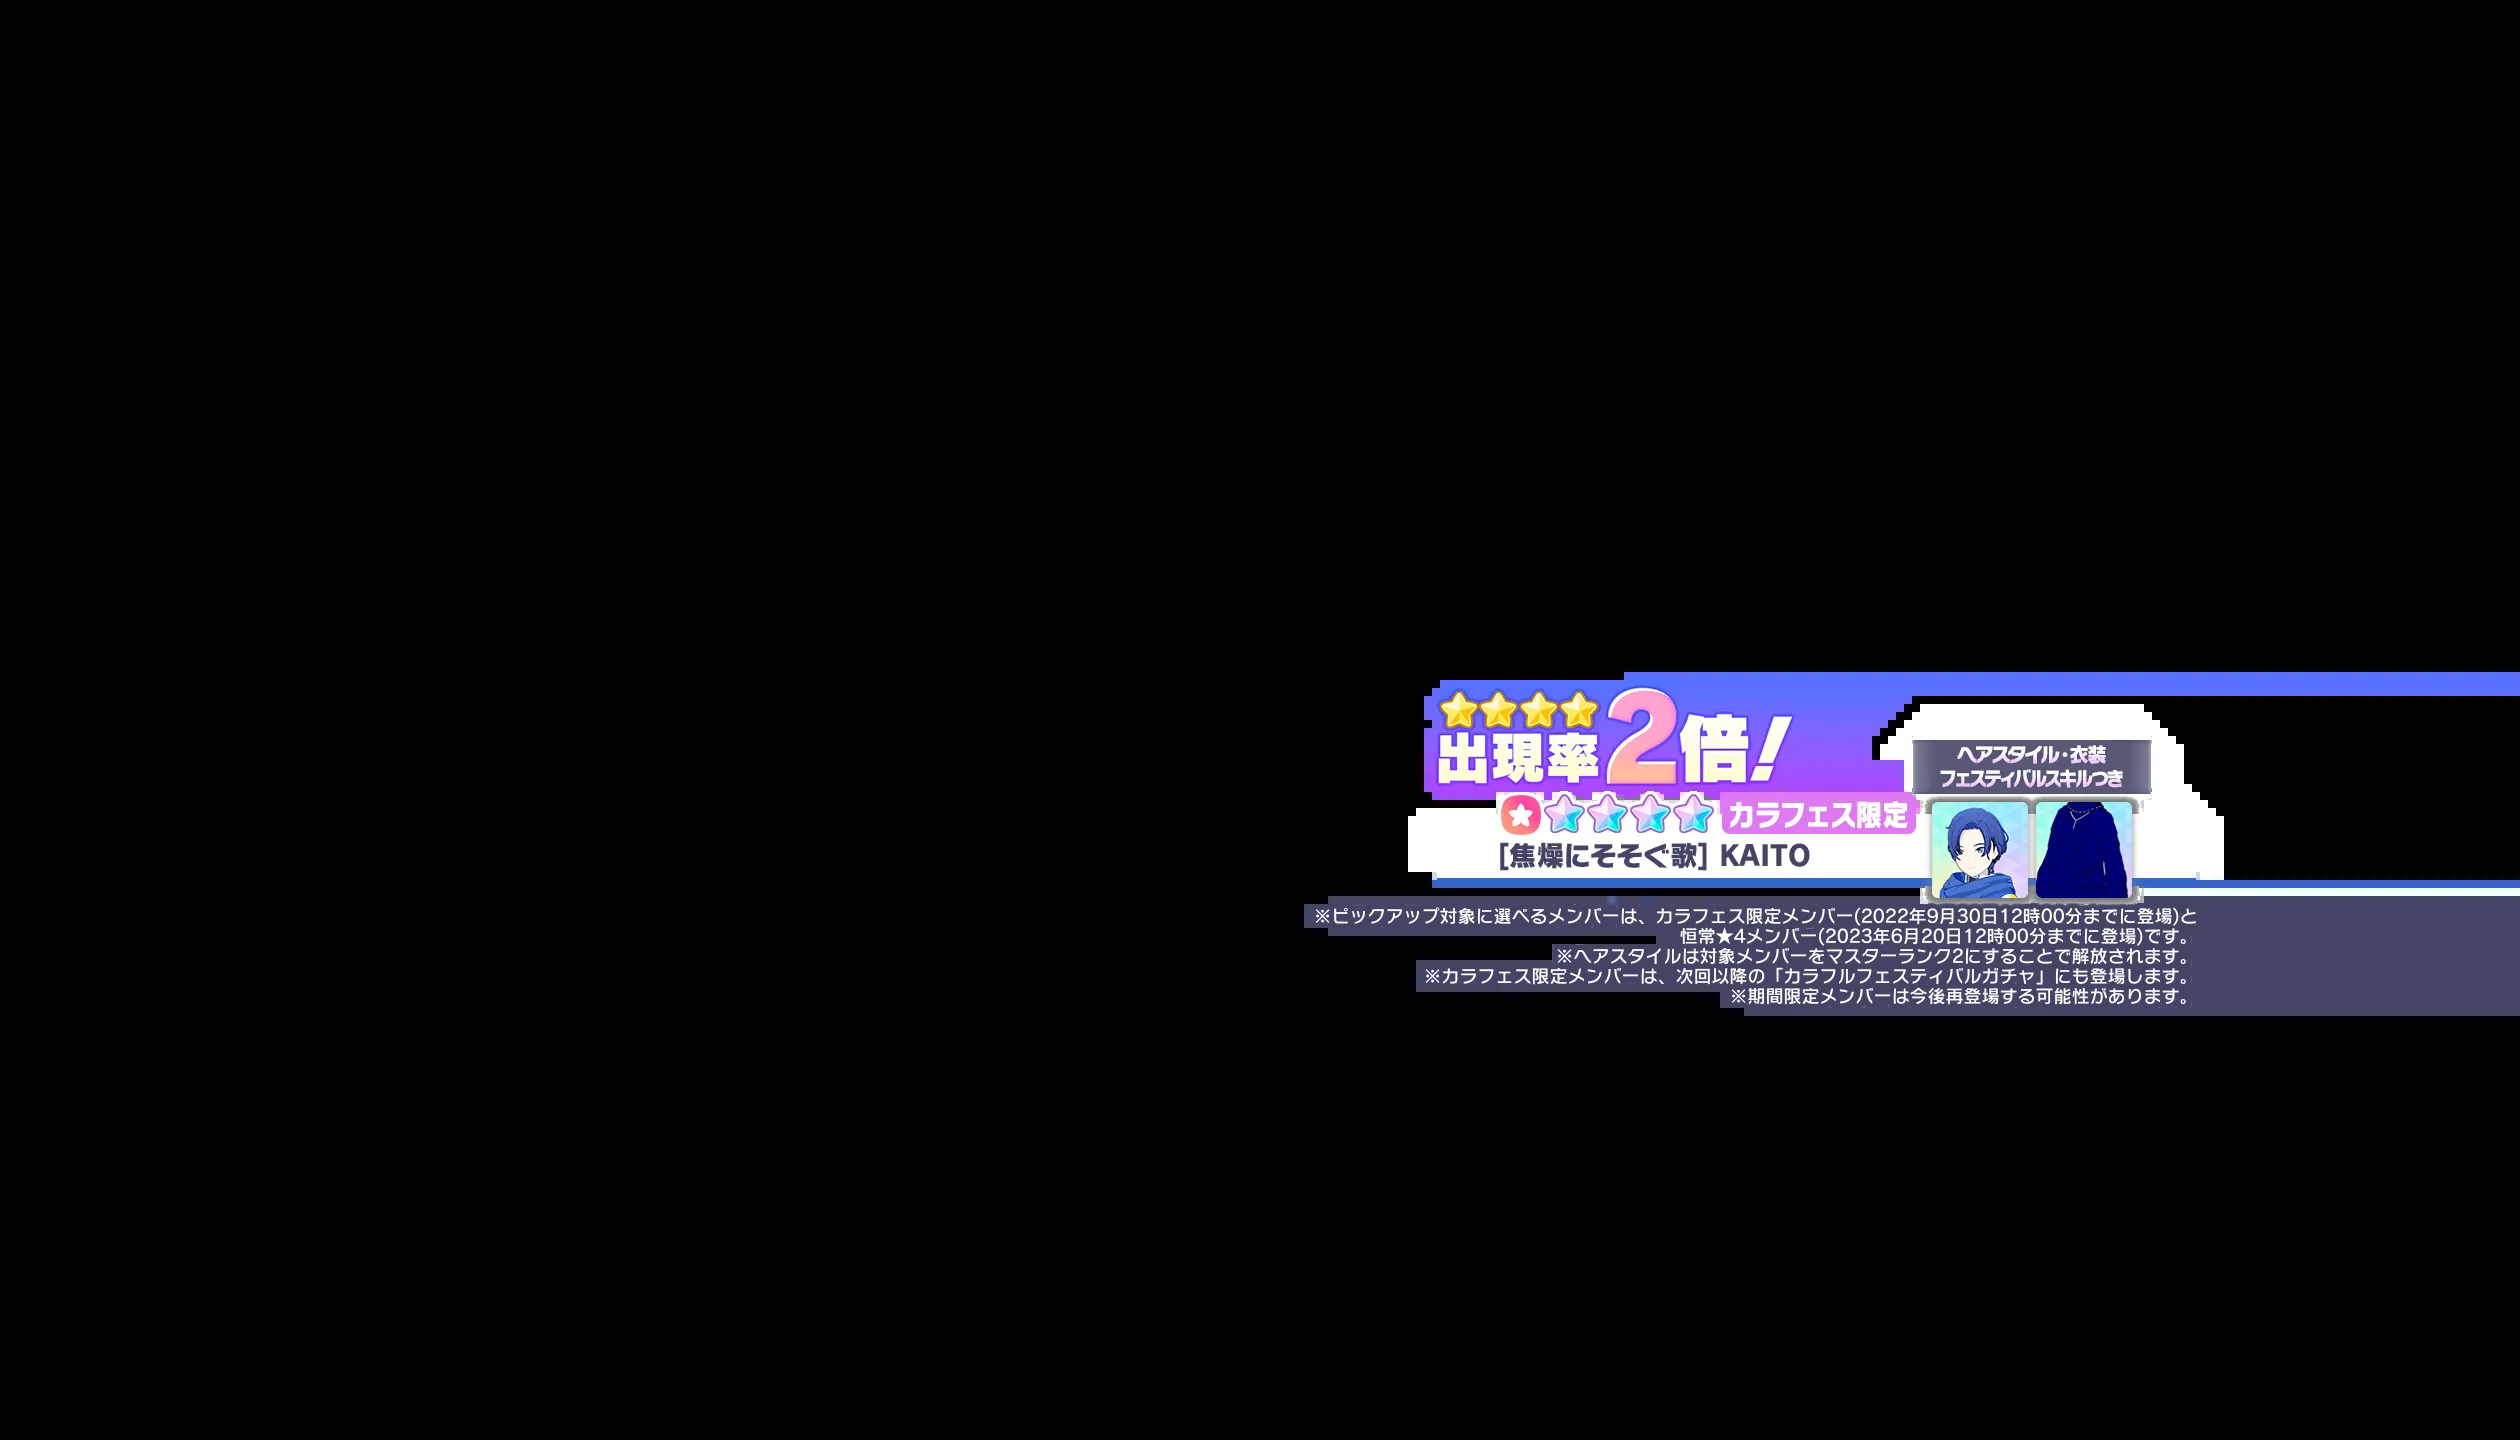 出現率2倍!
ヘアスタイル・衣装
フェスティバルスキルつき
カラフェス限定
[焦燥にそそぐ歌] KAITO
※ピックアップ対象に選べるメンバーは、カラフェス限定メンバー(2022年9月30日12時00分までに登場)と
恒常★4メンバー(2023年6月20日12時00分までに登場)です。
※ヘアスタイルは対象メンバーをマスターランク2にすることで解放されます。
※カラフェス限定メンバーは、次回以降の「カラフルフェスティバルガチャ」にも登場します。
※期間限定メンバーは今後再登場する可能性があります。